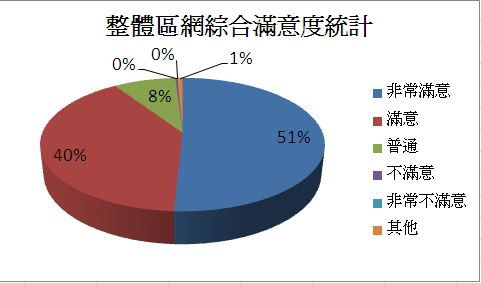 整體區網綜合滿意度統計
0%
0%
1%
8%
40%
51%
非常滿意
滿意
普通
不滿意
非常不滿意
其他